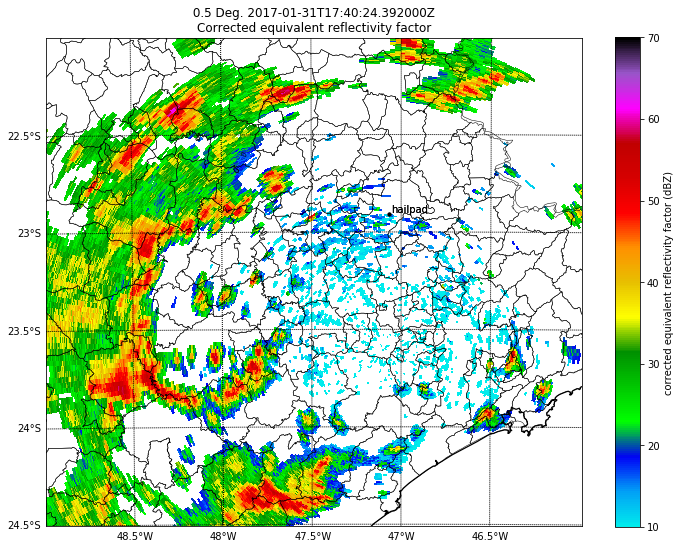 0.5 Deg. 2017-01-31T17:40:24.392000Z
Corrected equivalent reflectivity factor
22.5°S
23°S
23.5°S
24°S
24.5°S
48.5°W
48°W
47.5°W
47°W
46.5°W
hailpad
70
60
50
40
30
20
10
corrected equivalent reflectivity factor (dBZ)